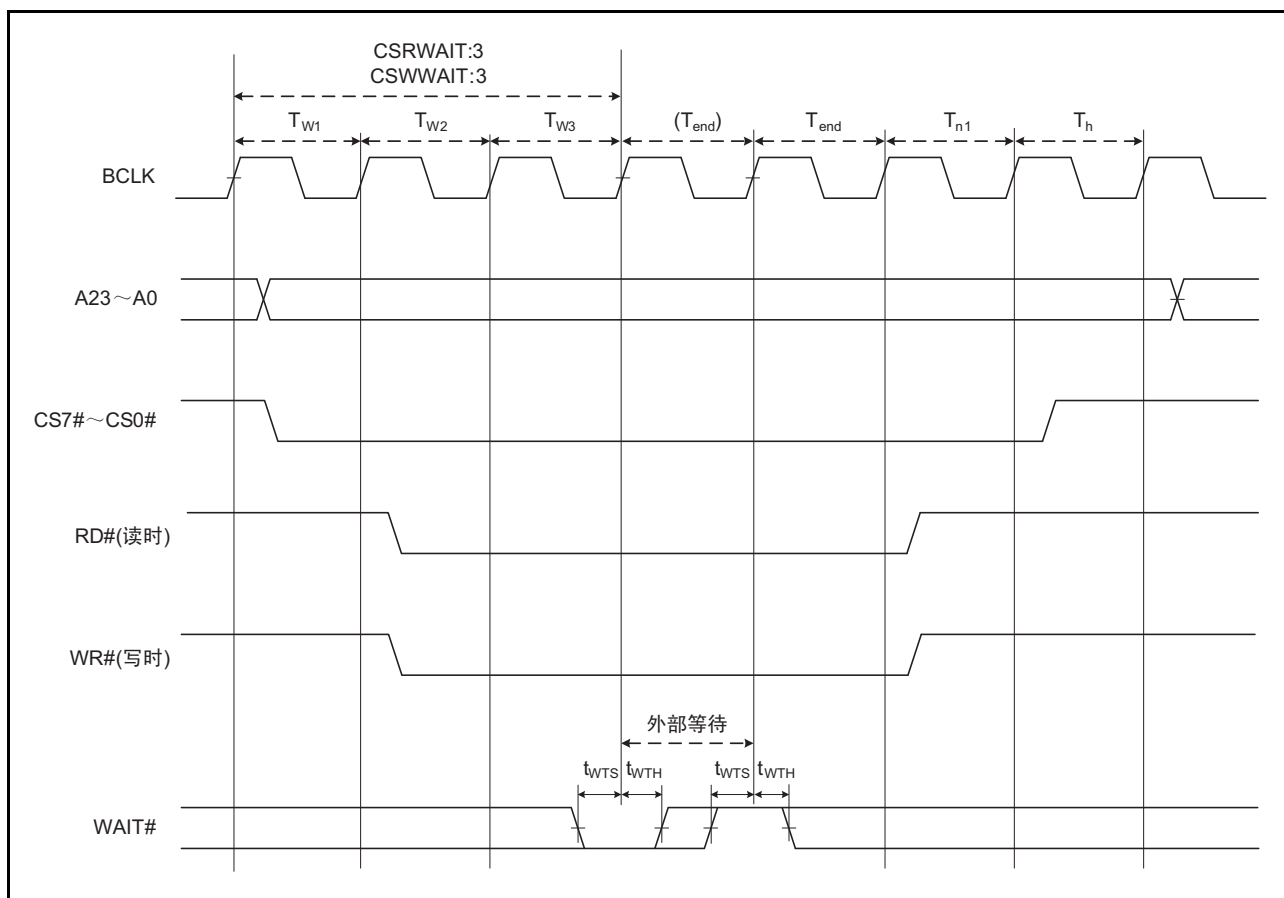 CSRWAIT:3
CSWWAIT:3
TW1 TW2 TW3 (Tend) Tend Tn1 Th
BCLK
A23～A0
CS7#～CS0#
RD#(读时)
WR#(写时)
外部等待
tWTS tWTH tWTS tWTH
WAIT#